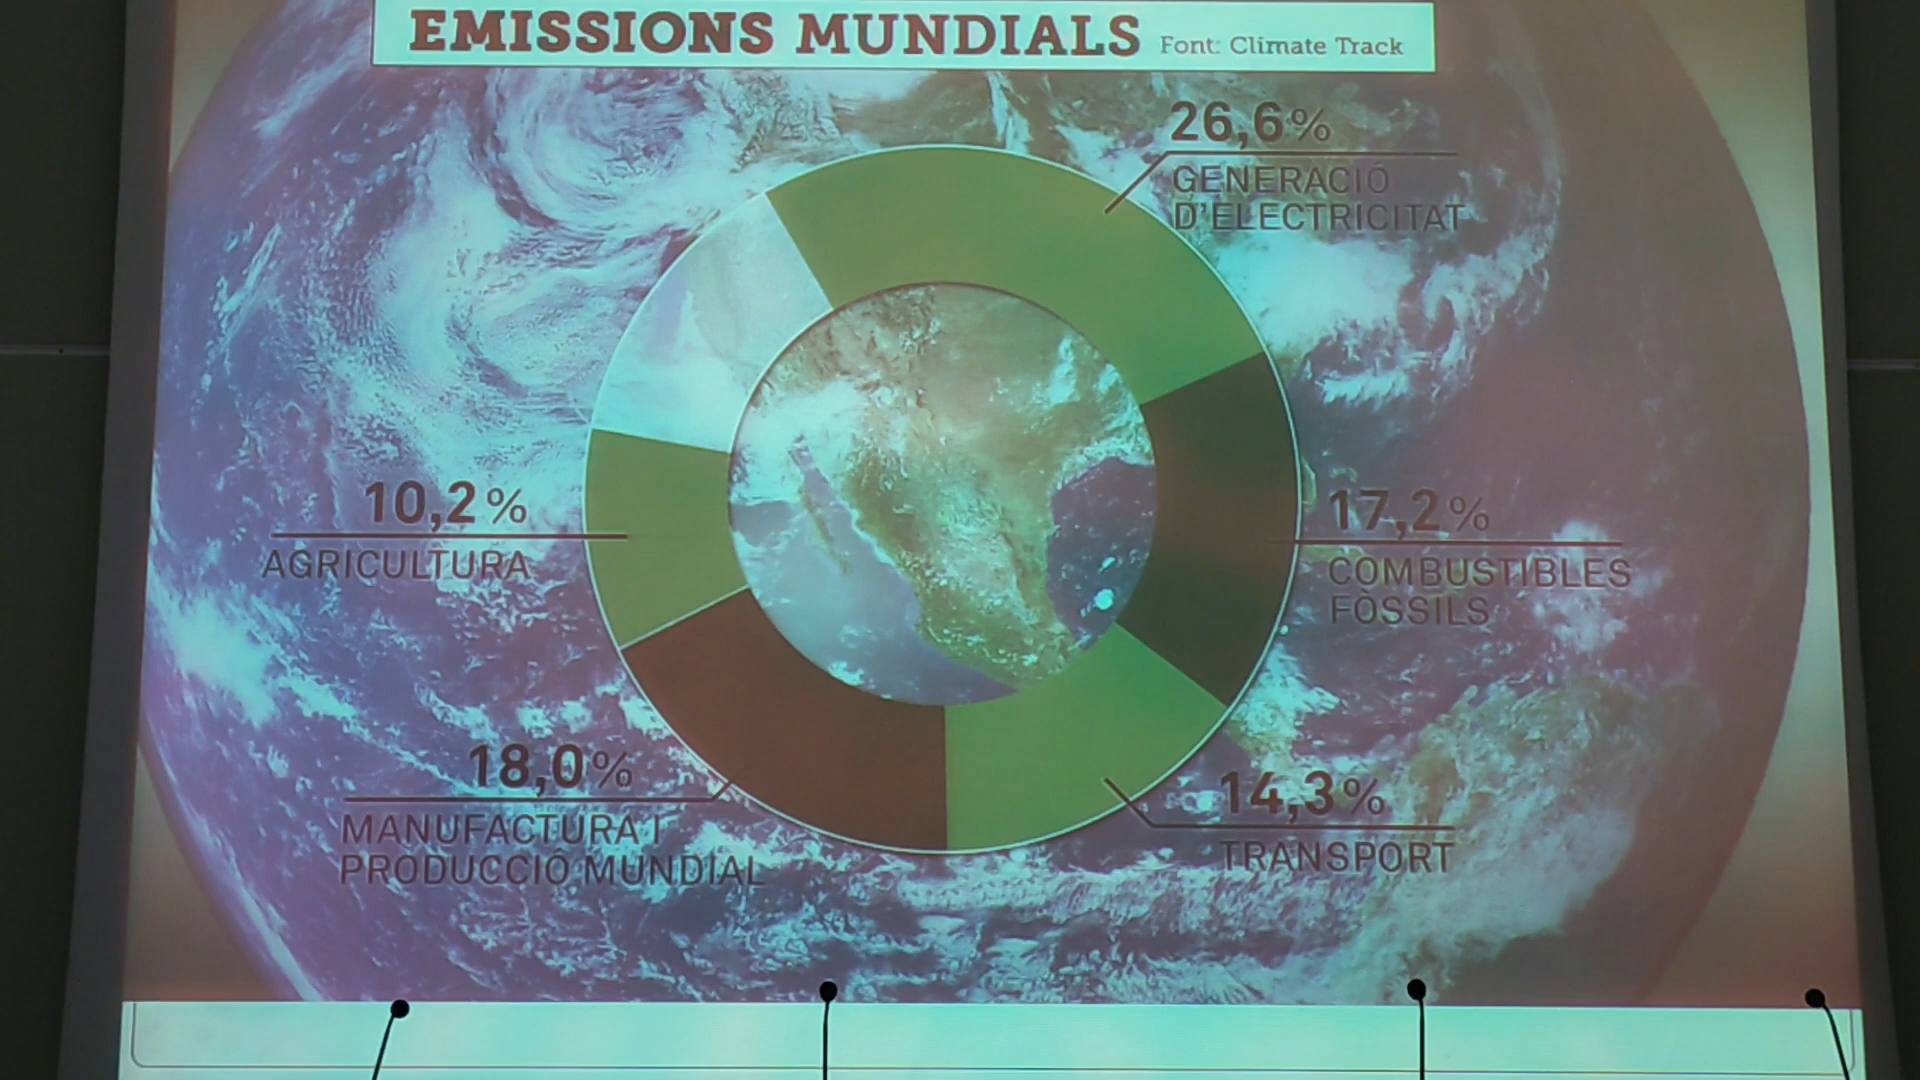 EMISSIONS MUNDIALS Font: Climate Track
26,6%
GENERACIÓ
D'ELECTRICITAT
10,2%
AGRICULTURA
17,2%
COMBUSTIBLES
FÒSSILS
18,0%
MANUFACTURA I
PRODUCCIÓ MUNDIAL
14,3%
TRANSPORT